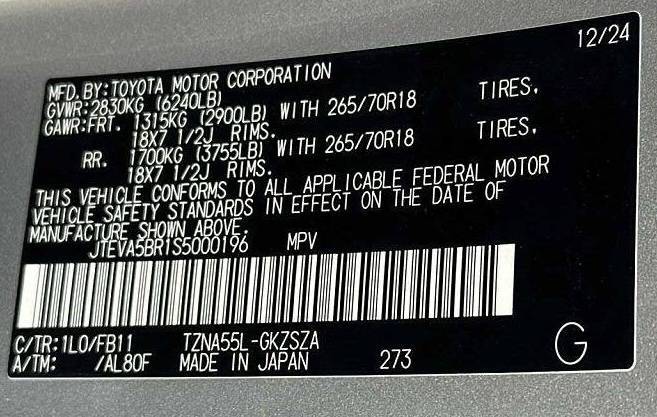 12/24
MFD. BY: TOYOTA MOTOR CORPORATION
GVWR: 2830KG (6240LB)
GAWR: FRT. 1315KG (2900LB) WITH 265/70R18 TIRES,
18X7 1/2J RIMS.
RR. 1700KG (3755LB) WITH 265/70R18 TIRES,
18X7 1/2J RIMS.
THIS VEHICLE CONFORMS TO ALL APPLICABLE FEDERAL MOTOR
VEHICLE SAFETY STANDARDS IN EFFECT ON THE DATE OF
MANUFACTURE SHOWN ABOVE.
JTEVA5BR1S5000196 MPV
C/TR: 1L0/FB11 TZNA55L-GKZSZA
A/TM: /AL80F MADE IN JAPAN 273 G